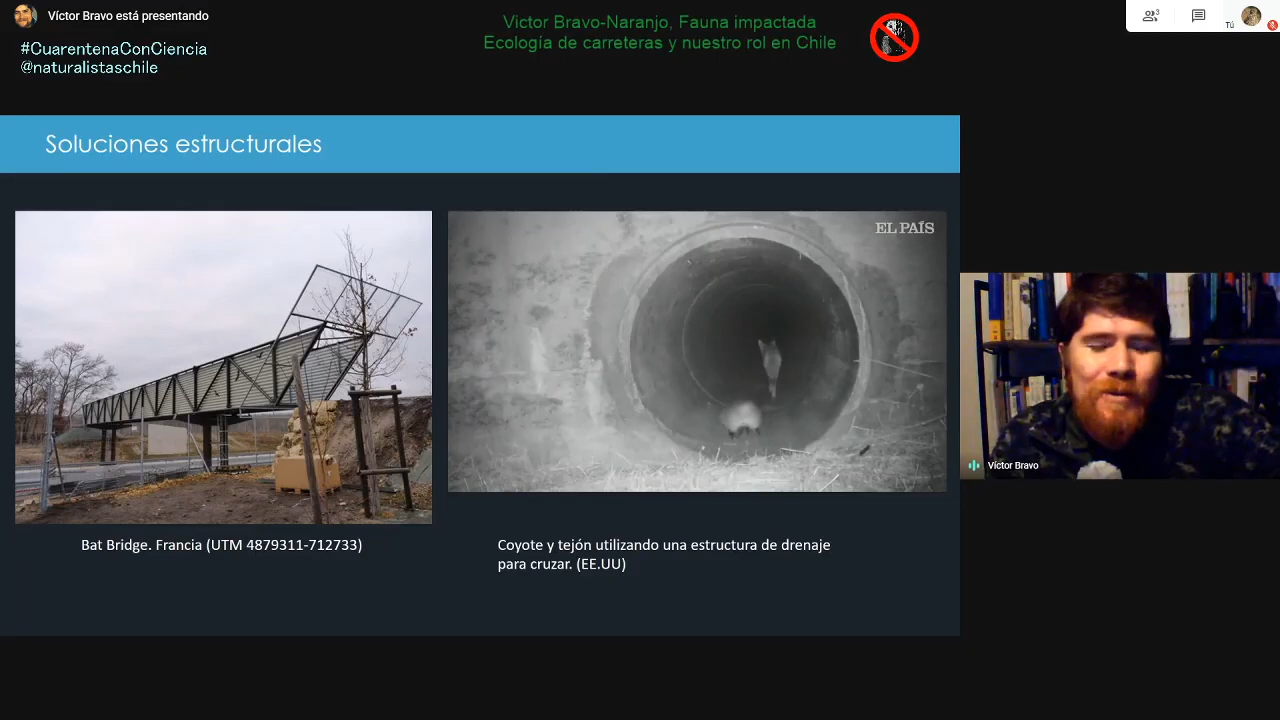 Víctor Bravo está presentando
#CuarentenaConCiencia
@naturalistaschile
Victor Bravo-Naranjo, Fauna impactada
Ecología de carreteras y nuestro rol en Chile
3
Tú
Soluciones estructurales
EL PAÍS
Bat Bridge. Francia (UTM 4879311-712733)
Coyote y tejón utilizando una estructura de drenaje
para cruzar. (EE.UU)
Víctor Bravo